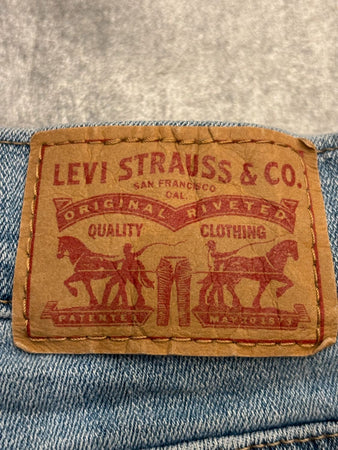 LEVI STRAUSS & CO.
SAN FRANCISCO
CAL.
ORIGINAL RIVETED
QUALITY CLOTHING
PATENTED MAY 20 1873